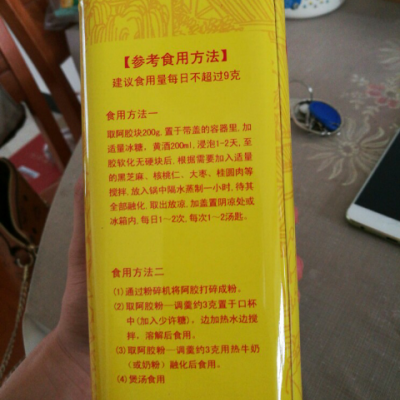 【参考食用方法】
建议食用量每日不超过9克
食用方法一
取阿胶块200g,置于带盖的容器里,加
适量冰糖、黄酒200ml,浸泡1-2天,至
胶软化无硬块后,根据需要加入适量
的黑芝麻、核桃仁、大枣、桂圆肉等
搅拌,放入锅中隔水蒸制一小时,待其
全部融化,取出放凉,加盖置阴凉处或
冰箱内,每日1～2次,每次1～2汤匙。
食用方法二
(1)通过粉碎机将阿胶打碎成粉。
(2)取阿胶粉一调羹约3克置于口杯
中(加入少许糖)，边加热水边搅
拌，溶解后食用。
(3)取阿胶粉一调羹约3克用热牛奶
(或奶粉）融化后食用。
(4)煲汤食用